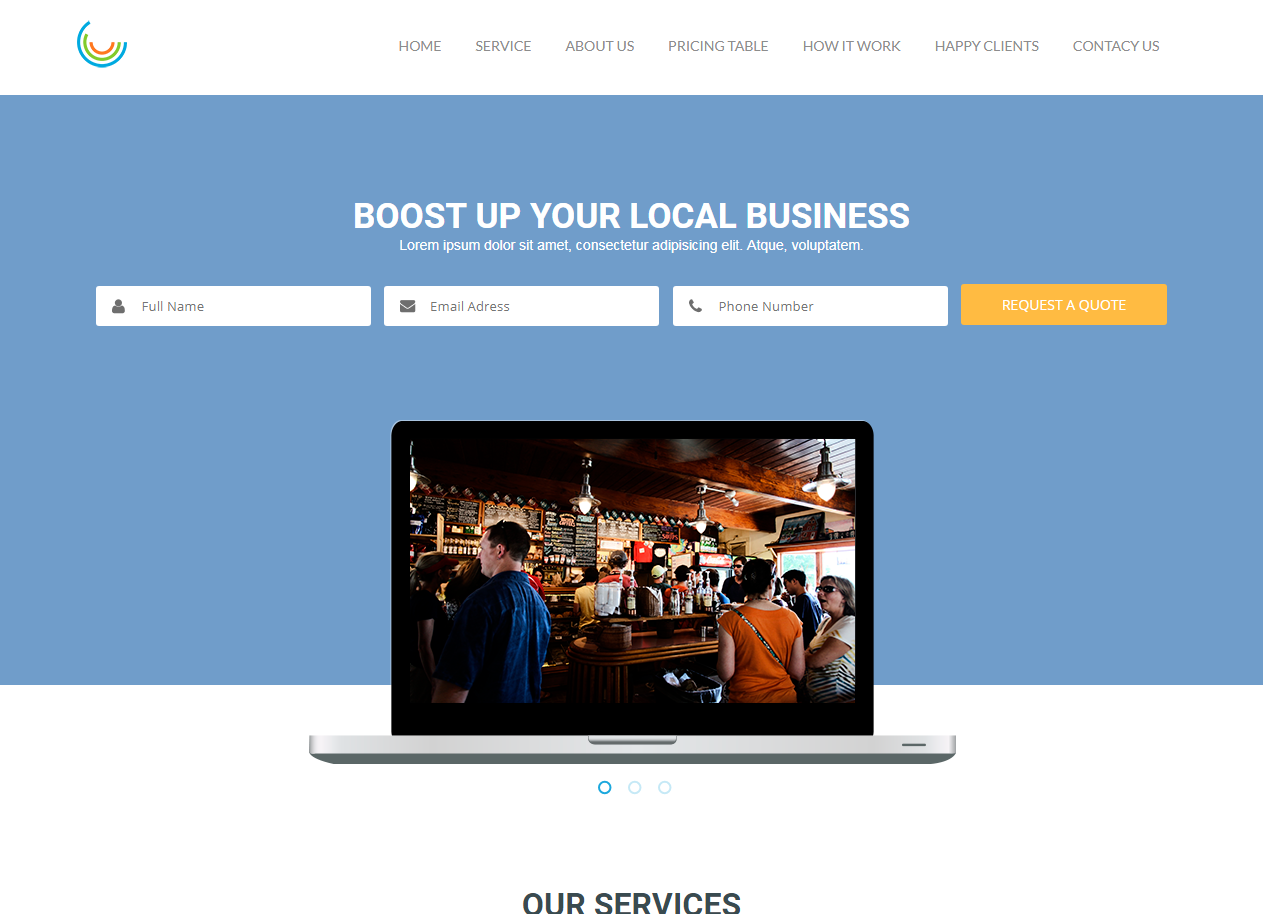 HOME SERVICE ABOUT US PRICING TABLE HOW IT WORK HAPPY CLIENTS CONTACY US
BOOST UP YOUR LOCAL BUSINESS
Lorem ipsum dolor sit amet, consectetur adipisicing elit. Atque, voluptatem.
Full Name Email Adress Phone Number REQUEST A QUOTE
OUR SERVICES